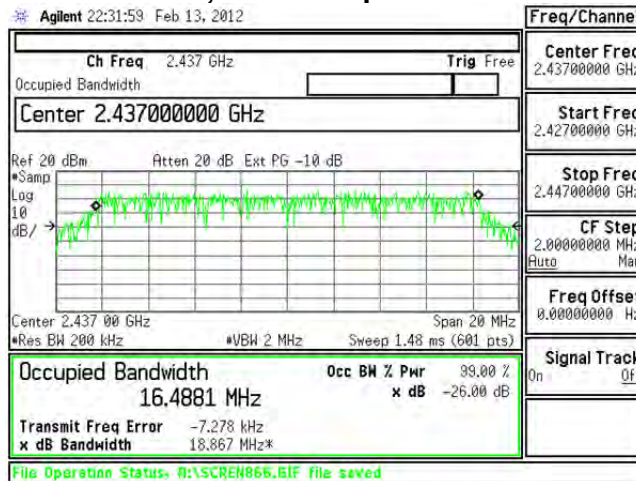 Agilent 22:31:59 Feb 13, 2012
Freq/Channel
Ch Freq 2.437 GHz Trig Free
Occupied Bandwidth
Center 2.437000000 GHz
Center Freq
2.43700000 GHz
Start Freq
2.42700000 GHz
Stop Freq
2.44700000 GHz
CF Step
2.00000000 MHz
Auto Man
Freq Offset
0.00000000 Hz
Signal Track
On Off
Ref 20 dBm Atten 20 dB Ext PG -10 dB
#Samp
Log
10
dB/
Center 2.437 00 GHz Span 20 MHz
#Res BW 200 kHz #VBW 2 MHz Sweep 1.48 ms (601 pts)
Occupied Bandwidth Occ BW % Pwr 99.00 %
16.4881 MHz x dB -26.00 dB
Transmit Freq Error -7.278 kHz
x dB Bandwidth 18.867 MHz*
File Operation Status, A:\SCREN866.GIF file saved